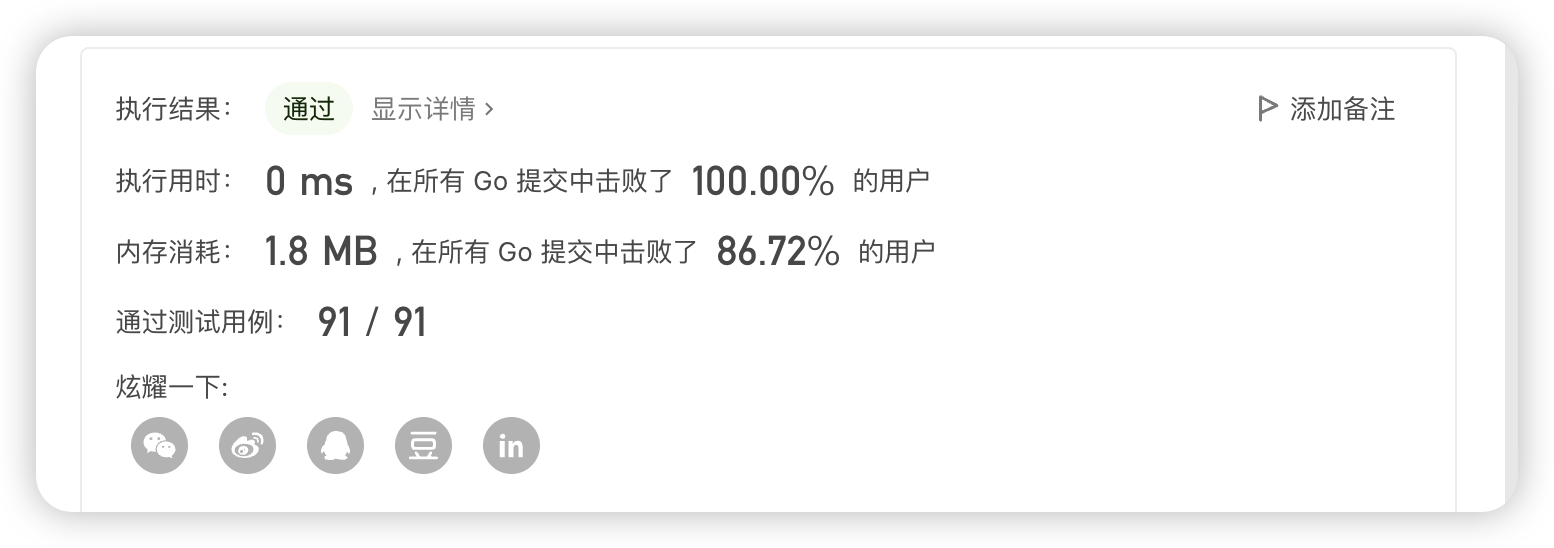 执行结果： 通过 显示详情 › 添加备注
执行用时： 0 ms , 在所有 Go 提交中击败了 100.00% 的用户
内存消耗： 1.8 MB , 在所有 Go 提交中击败了 86.72% 的用户
通过测试用例： 91 / 91
炫耀一下:
豆 in